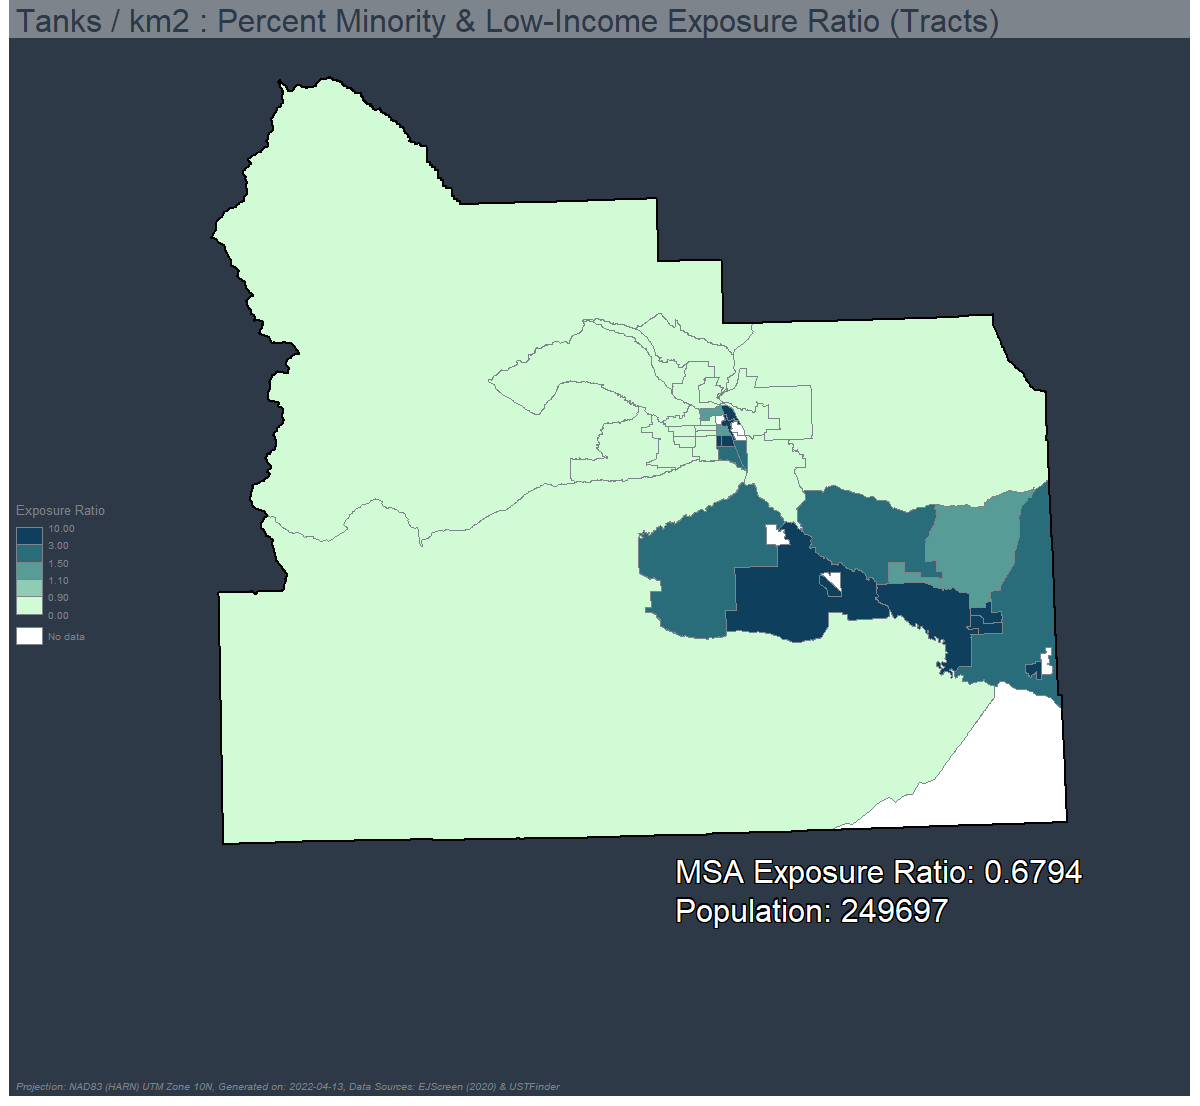 Tanks / km2 : Percent Minority & Low-Income Exposure Ratio (Tracts)
Exposure Ratio
10.00
3.00
1.50
1.10
0.90
0.00
No data
MSA Exposure Ratio: 0.6794
Population: 249697
Projection: NAD83 (HARN) UTM Zone 10N, Generated on: 2022-04-13, Data Sources: EJScreen (2020) & USTFinder